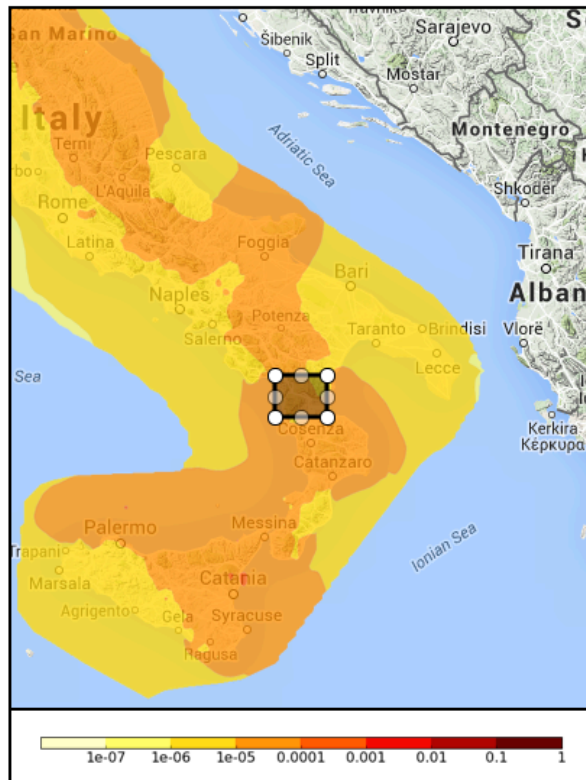 Sarajevo
San Marino
Šibenik
Split
Mostar
Italy
Terni
Pescara
Adriatic Sea
Montenegro
L'Aquila
Rome
Shkodër
Latina
Foggia
Tirana
Bari
Naples
Alban
Potenza
Salerno
Taranto
Brindisi
Vlorë
Lecce
Sea
Kerkira
Κέρκυρα
Cosenza
Catanzaro
Palermo
Messina
Ionian Sea
Trapani
Marsala
Catania
Agrigento
Gela
Syracuse
Ragusa
1e-07 1e-06 1e-05 0.0001 0.001 0.01 0.1 1